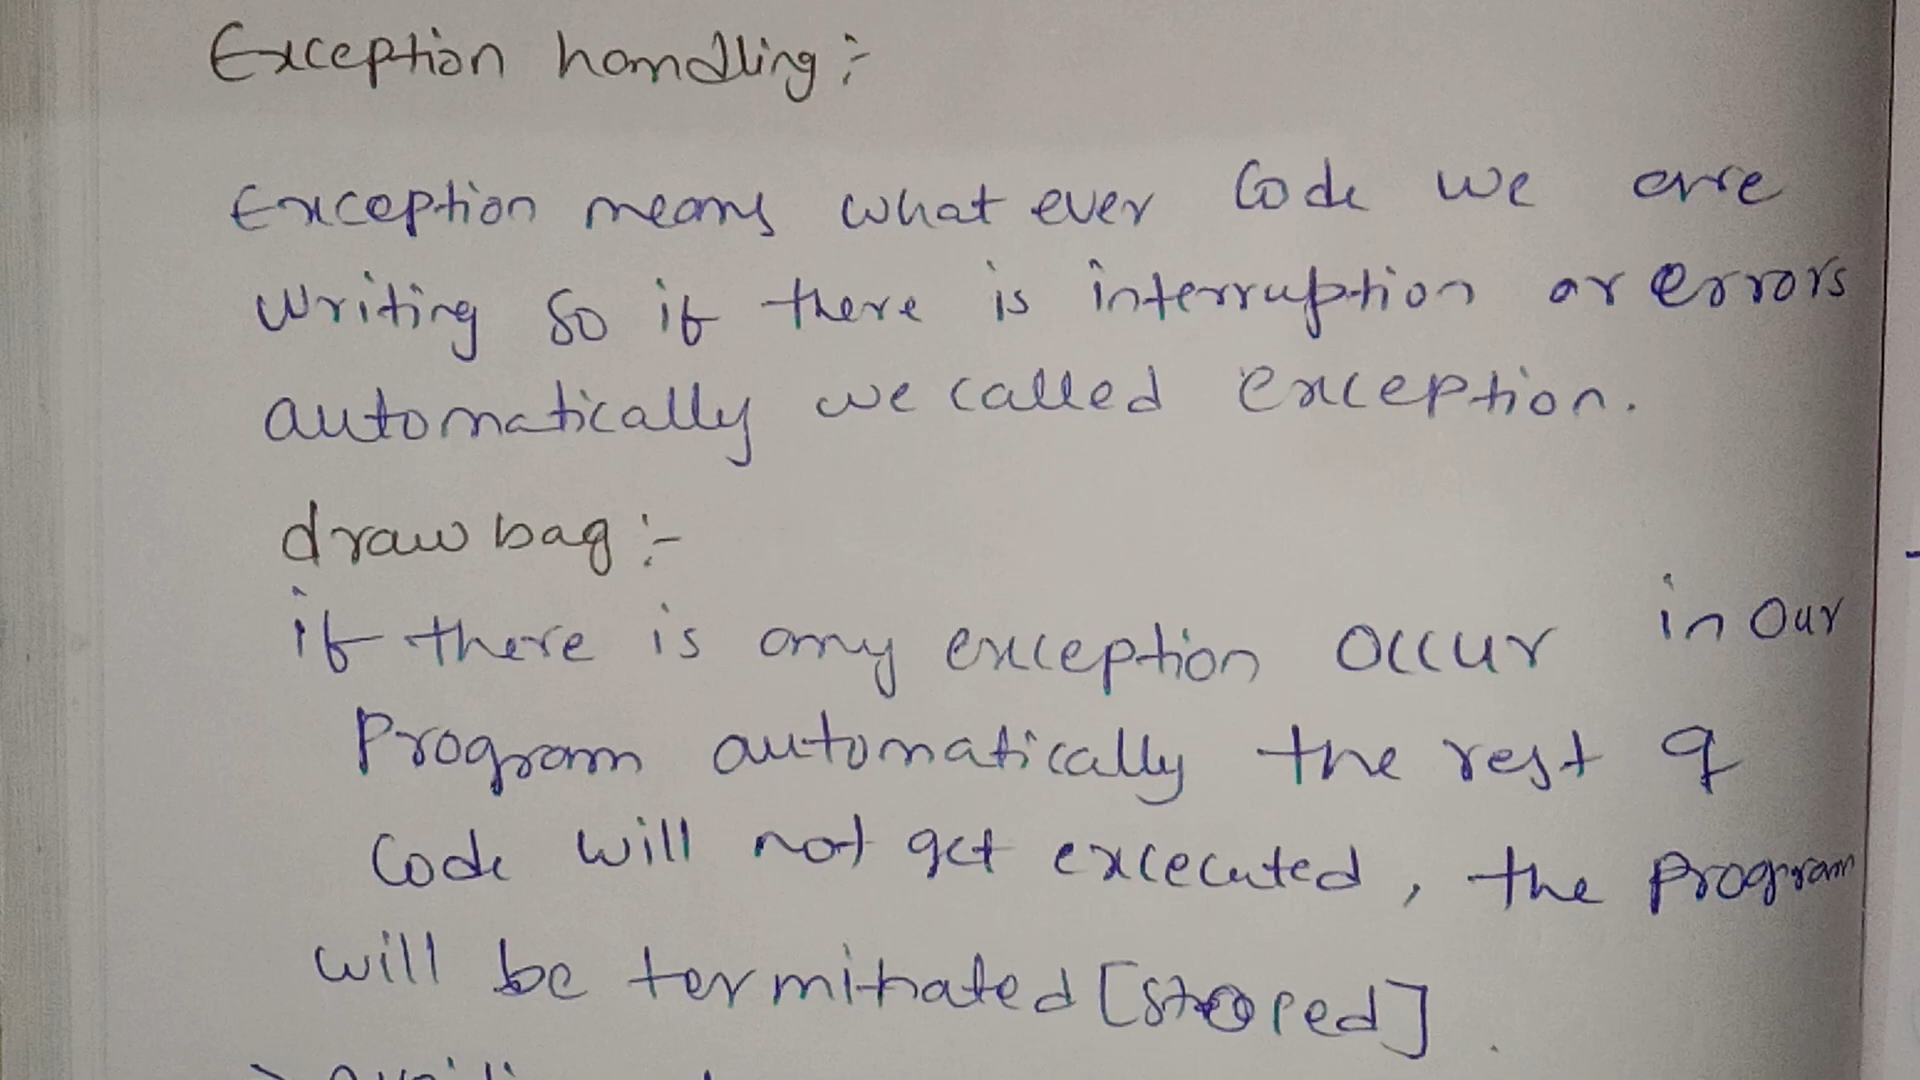 Exception handling :-
Exception means what ever Code we are
writing so if there is interruption or errors
automatically we called exception.
draw bag :-
if there is any exception occur in our
Program automatically the rest of
Code will not get excecuted, the program
will be termitated [stoped].